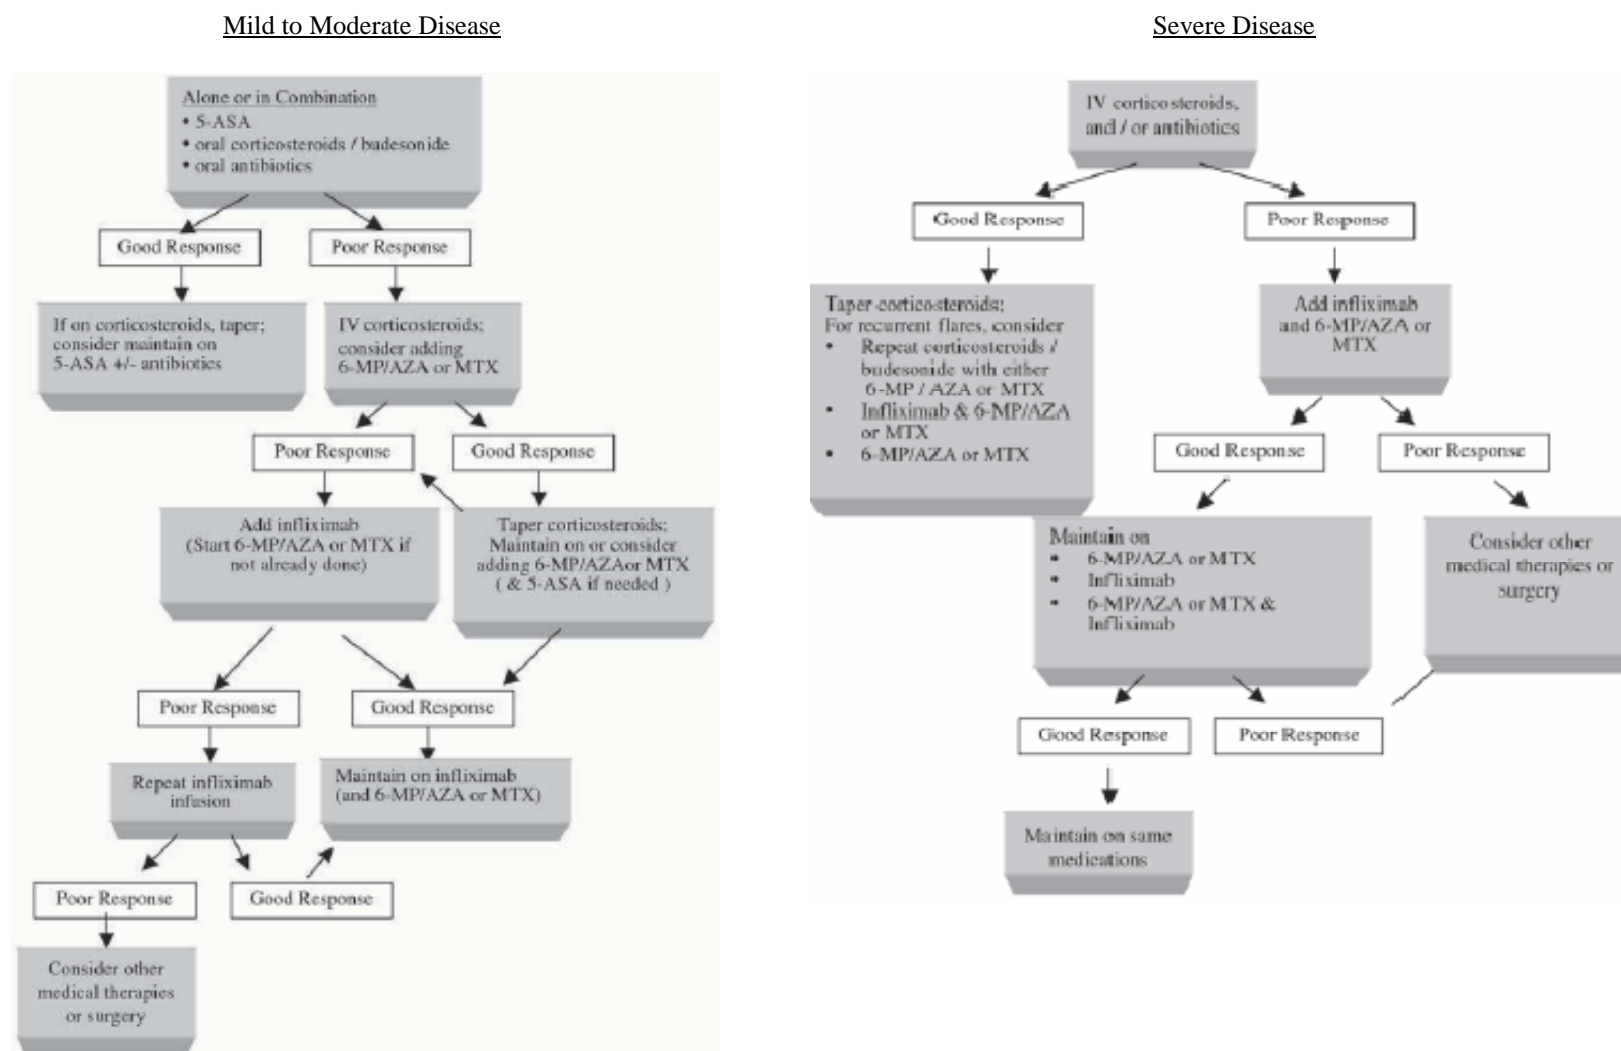 Mild to Moderate Disease
Alone or in Combination
• 5-ASA
• oral corticosteroids / budesonide
• oral antibiotics
Good Response
Poor Response
If on corticosteroids, taper;
consider maintain on
5-ASA +/- antibiotics
IV corticosteroids;
consider adding
6-MP/AZA or MTX
Poor Response
Good Response
Add infliximab
(Start 6-MP/AZA or MTX if
not already done)
Taper corticosteroids;
Maintain on or consider
adding 6-MP/AZAor MTX
( & 5-ASA if needed )
Poor Response
Good Response
Repeat infliximab
infusion
Maintain on infliximab
(and 6-MP/AZA or MTX)
Poor Response
Good Response
Consider other
medical therapies
or surgery
Severe Disease
IV corticosteroids,
and / or antibiotics
Good Response
Poor Response
Taper corticosteroids;
For recurrent flares, consider
• Repeat corticosteroids /
budesonide with either
6-MP / AZA or MTX
• Infliximab & 6-MP/AZA
or MTX
• 6-MP/AZA or MTX
Add infliximab
and 6-MP/AZA or
MTX
Good Response
Poor Response
Maintain on
• 6-MP/AZA or MTX
• Infliximab
• 6-MP/AZA or MTX &
Infliximab
Consider other
medical therapies or
surgery
Good Response
Poor Response
Maintain on same
medications